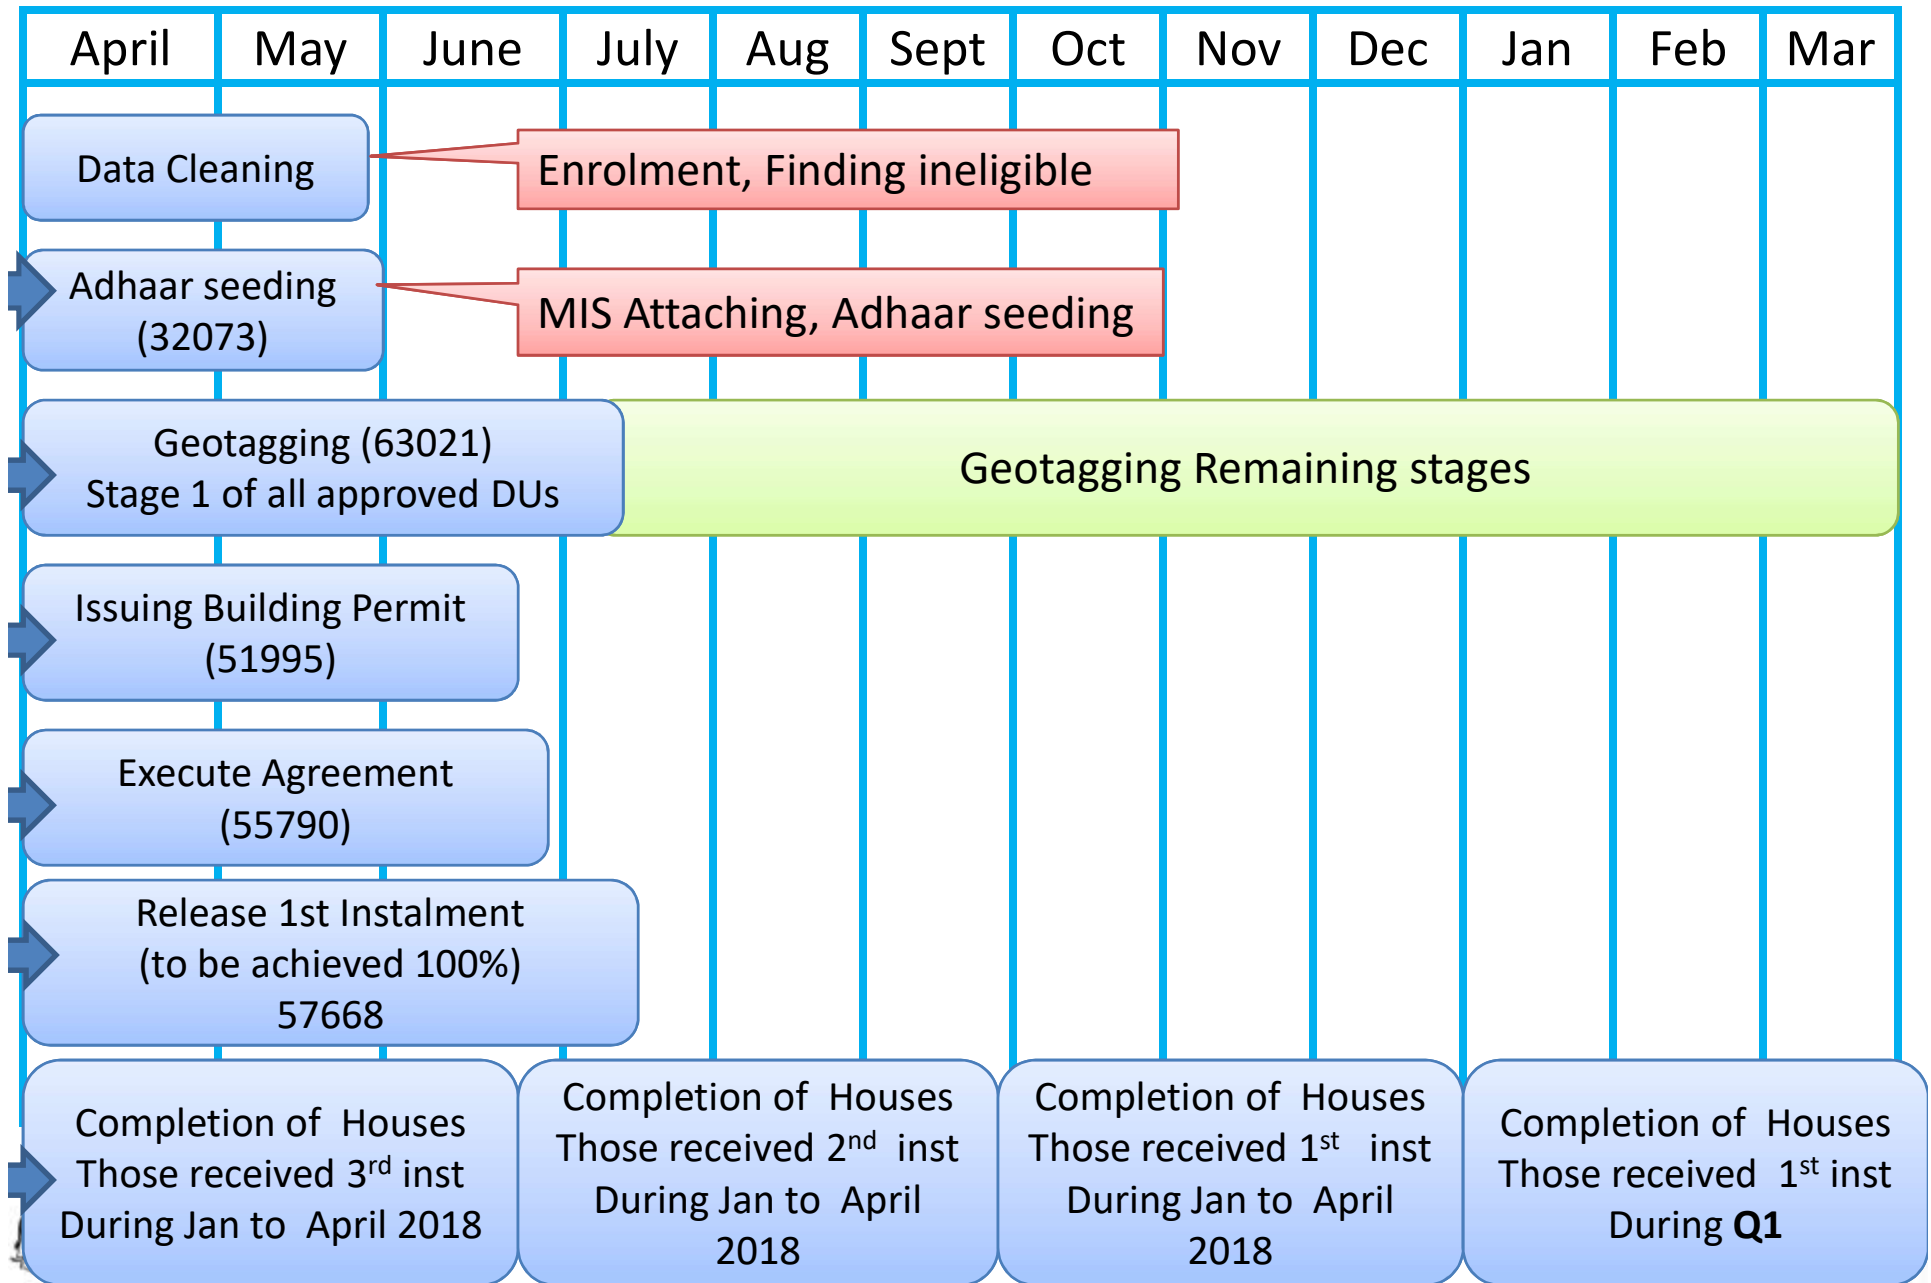 April May June July Aug Sept Oct Nov Dec Jan Feb Mar
Data Cleaning
Enrolment, Finding ineligible
Adhaar seeding
(32073)
MIS Attaching, Adhaar seeding
Geotagging (63021)
Stage 1 of all approved DUs
Geotagging Remaining stages
Issuing Building Permit
(51995)
Execute Agreement
(55790)
Release 1st Instalment
(to be achieved 100%)
57668
Completion of Houses
Those received 3rd inst
During Jan to April 2018
Completion of Houses
Those received 2nd inst
During Jan to April
2018
Completion of Houses
Those received 1st inst
During Jan to April
2018
Completion of Houses
Those received 1st inst
During Q1